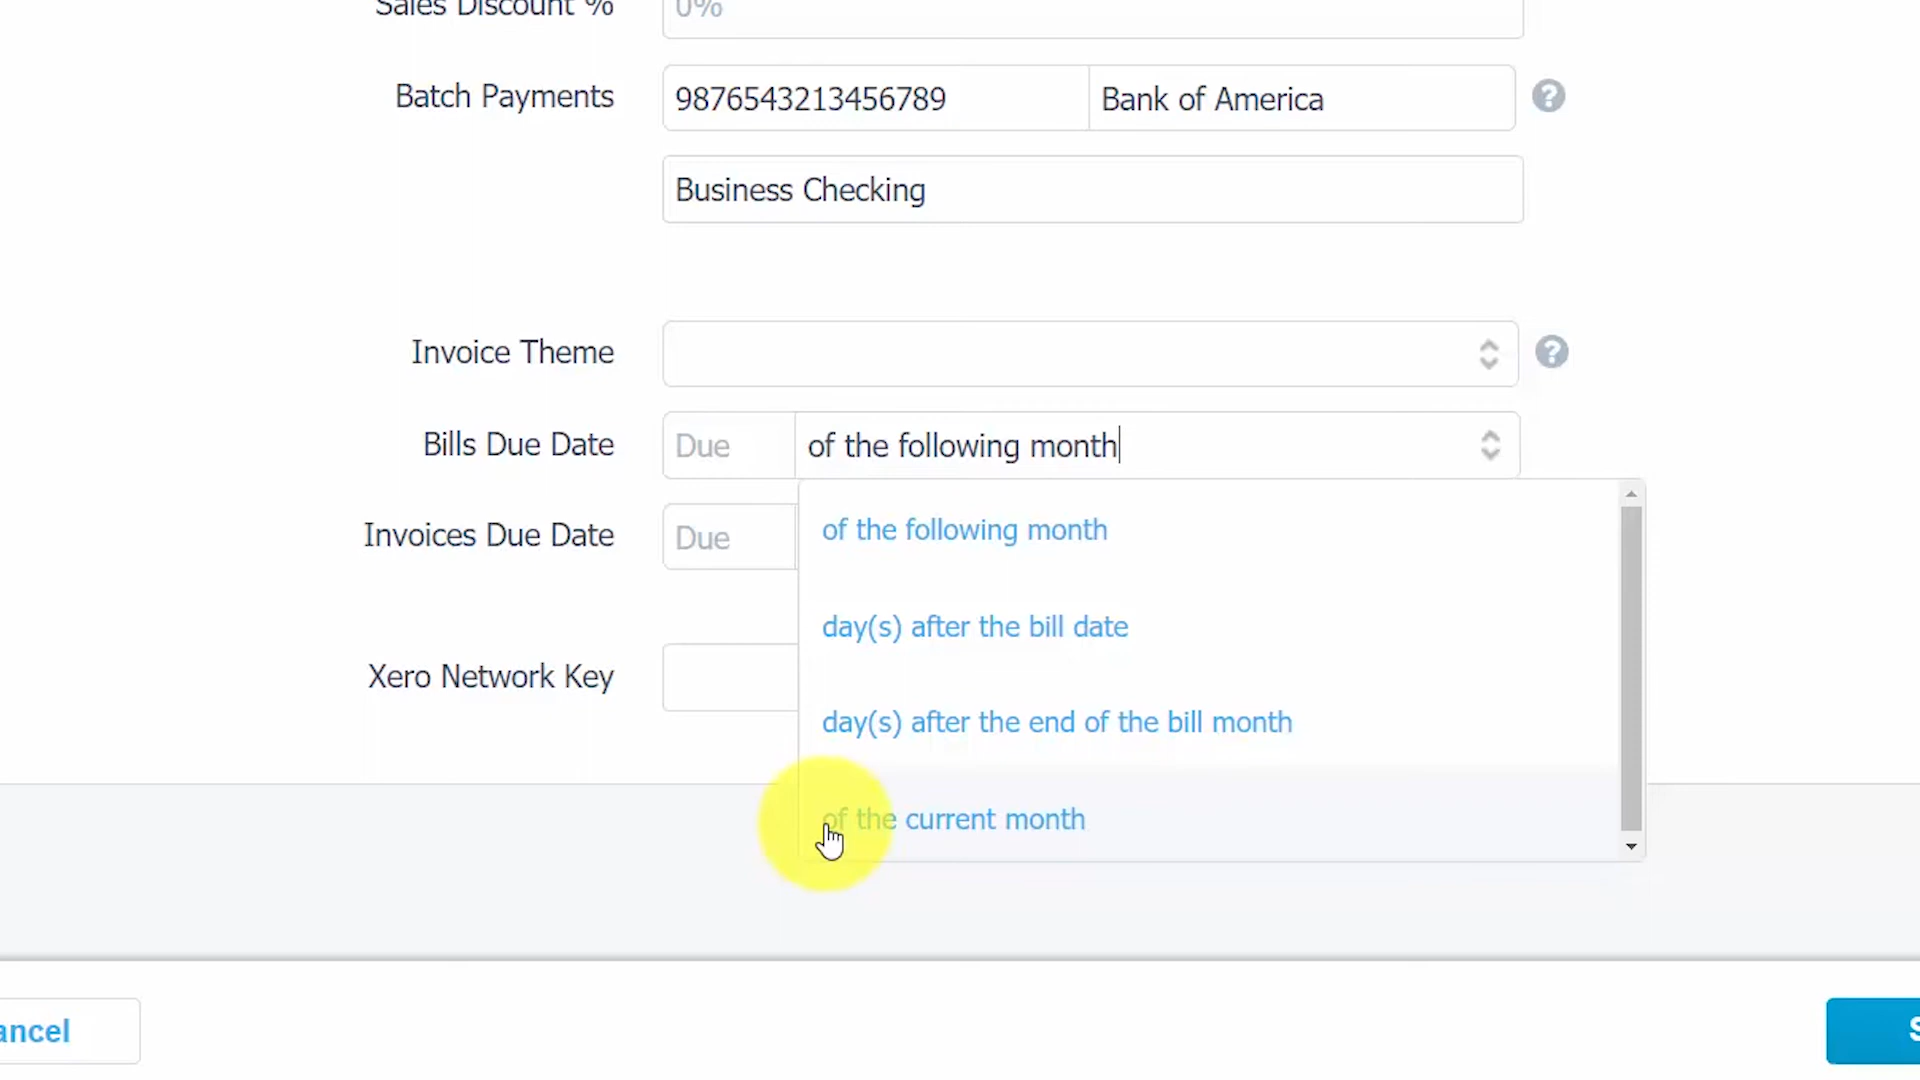 Sales Discount % 0%
Batch Payments 9876543213456789 Bank of America
Business Checking
Invoice Theme
Bills Due Date Due of the following month
of the following month
Invoices Due Date Due
day(s) after the bill date
Xero Network Key
day(s) after the end of the bill month
of the current month
ancel
S